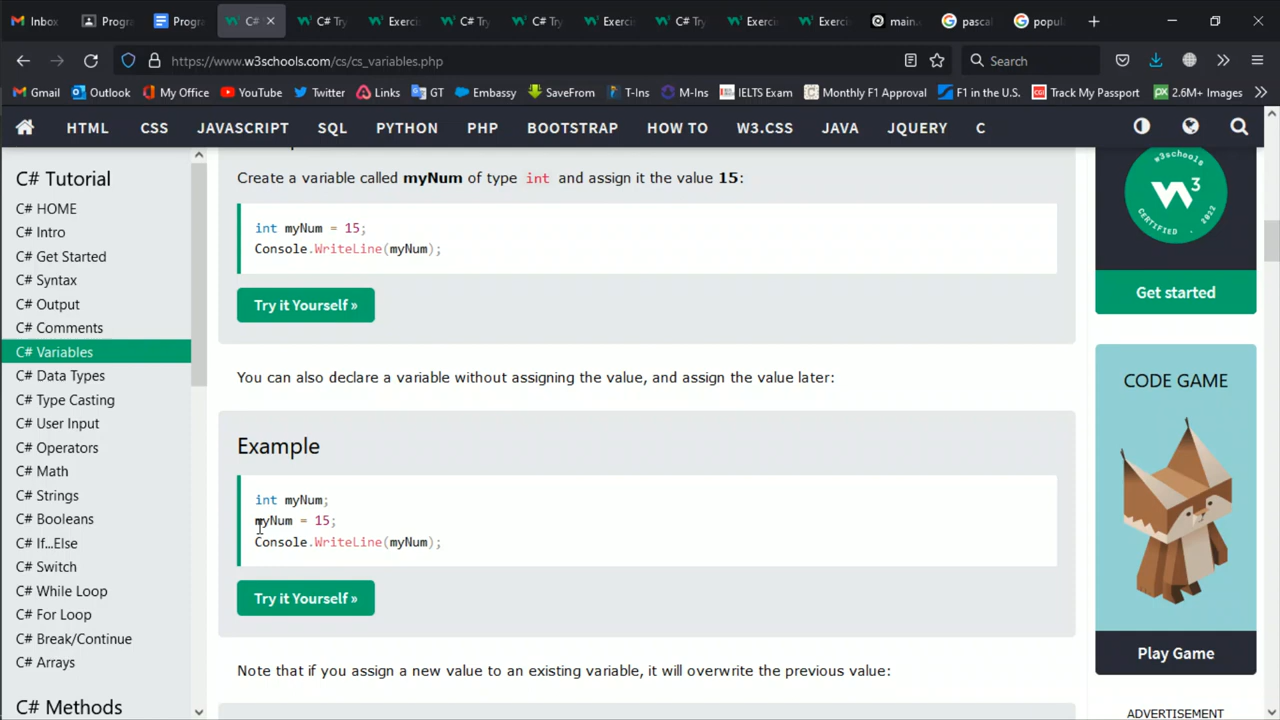 Inbox
Progra
Progra
C#
C# Try
Exercis
C# Try
C# Try
Exerci
C# Try
Exerci
Exerci
main.c
pascal
popul
https://www.w3schools.com/cs/cs_variables.php
Search
Gmail
Outlook
My Office
YouTube
Twitter
Links
GT
Embassy
SaveFrom
T-Ins
M-Ins
IELTS Exam
Monthly F1 Approval
F1 in the U.S.
Track My Passport
2.6M+ Images
HTML
CSS
JAVASCRIPT
SQL
PYTHON
PHP
BOOTSTRAP
HOW TO
W3.CSS
JAVA
JQUERY
C
C# Tutorial
C# HOME
C# Intro
C# Get Started
C# Syntax
C# Output
C# Comments
C# Variables
C# Data Types
C# Type Casting
C# User Input
C# Operators
C# Math
C# Strings
C# Booleans
C# If...Else
C# Switch
C# While Loop
C# For Loop
C# Break/Continue
C# Arrays
C# Methods
Create a variable called myNum of type int and assign it the value 15:
int myNum = 15;
Console.WriteLine(myNum);
Try it Yourself »
You can also declare a variable without assigning the value, and assign the value later:
Example
int myNum;
myNum = 15;
Console.WriteLine(myNum);
Try it Yourself »
Note that if you assign a new value to an existing variable, it will overwrite the previous value:
w3schools
CERTIFIED . 2022
Get started
CODE GAME
Play Game
ADVERTISEMENT